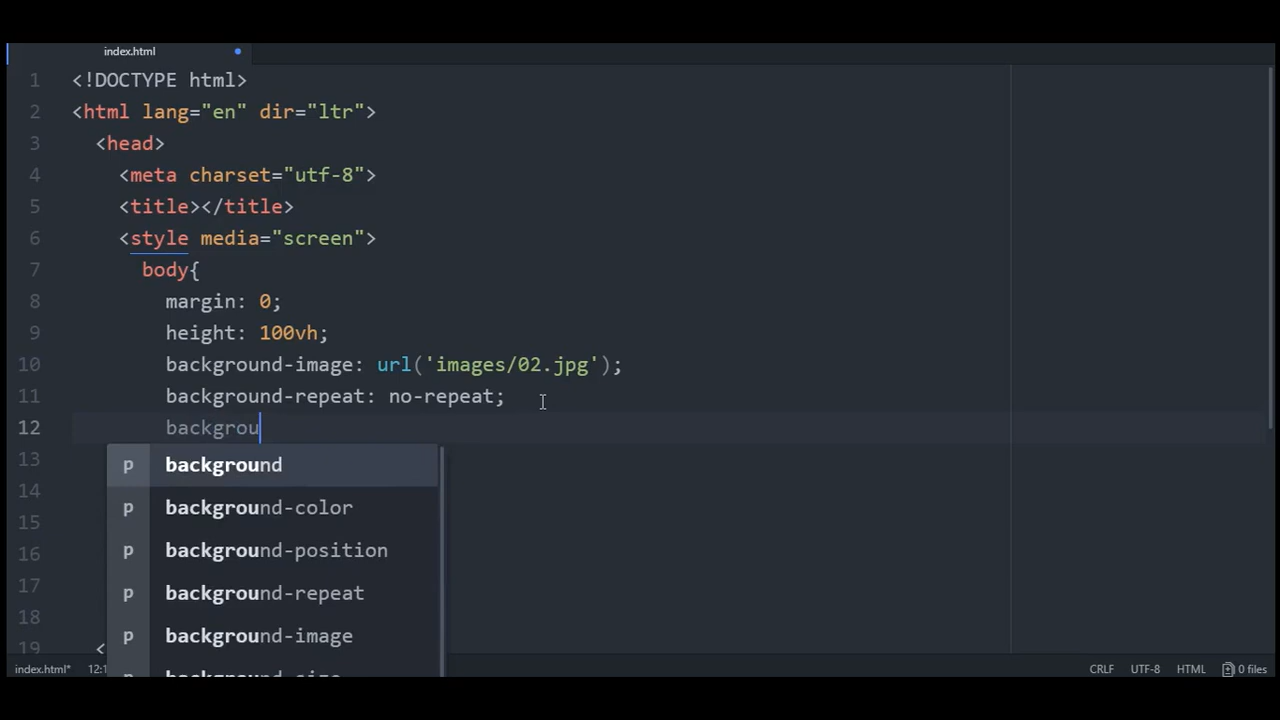 index.html
1 <!DOCTYPE html>
2 <html lang="en" dir="ltr">
3 <head>
4 <meta charset="utf-8">
5 <title></title>
6 <style media="screen">
7 body{
8 margin: 0;
9 height: 100vh;
10 background-image: url('images/02.jpg');
11 background-repeat: no-repeat;
12 backgrou
13 p background
14 p background-color
15
16 p background-position
17 p background-repeat
18 p background-image
19 <
index.html* 12:1 CRLF UTF-8 HTML 0 files